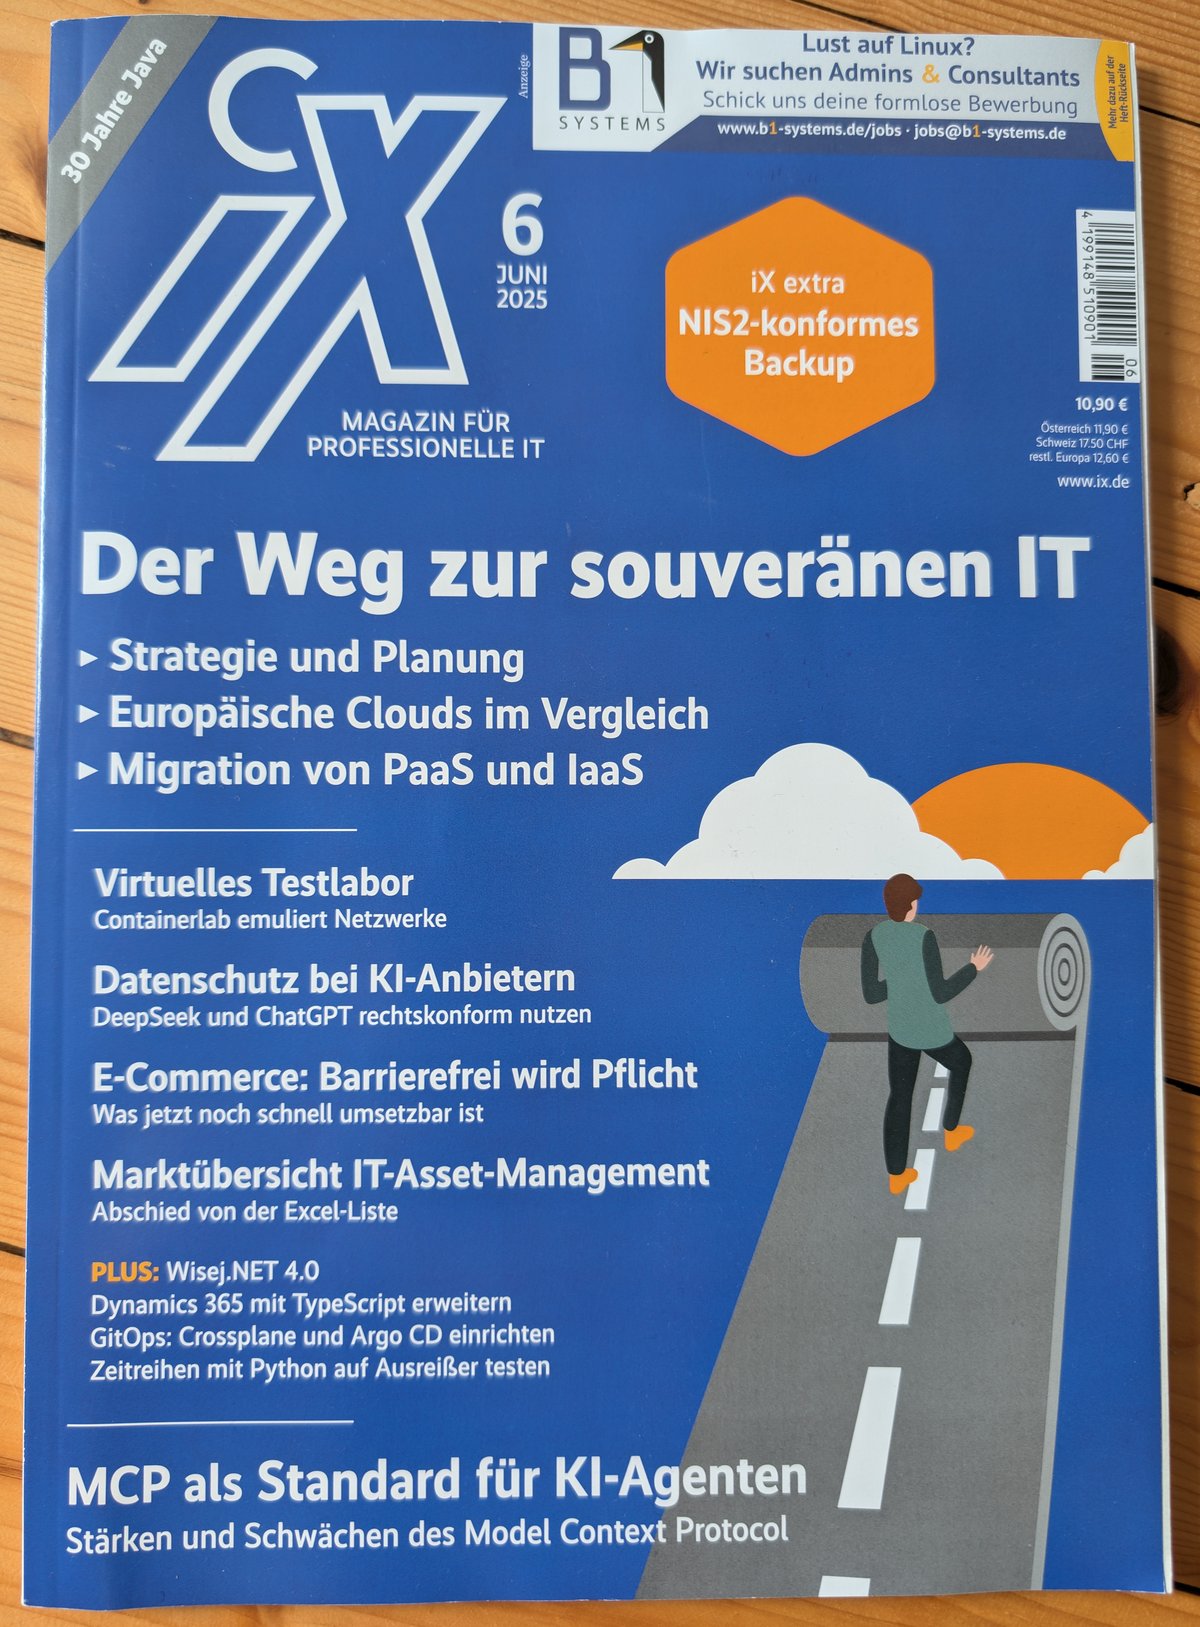 30 Jahre Java
c
iX
MAGAZIN FÜR
PROFESSIONELLE IT
6
JUNI
2025
Anzeige
B1
SYSTEMS
Lust auf Linux?
Wir suchen Admins & Consultants
Schick uns deine formlose Bewerbung
www.b1-systems.de/jobs · jobs@b1-systems.de
Mehr dazu auf der
Heft-Rückseite
iX extra
NIS2-konformes
Backup
4 199148 510901
06
10,90 €
Österreich 11,90 €
Schweiz 17.50 CHF
restl. Europa 12,60 €
www.ix.de
Der Weg zur souveränen IT
▸ Strategie und Planung
▸ Europäische Clouds im Vergleich
▸ Migration von PaaS und IaaS
Virtuelles Testlabor
Containerlab emuliert Netzwerke
Datenschutz bei KI-Anbietern
DeepSeek und ChatGPT rechtskonform nutzen
E-Commerce: Barrierefrei wird Pflicht
Was jetzt noch schnell umsetzbar ist
Marktübersicht IT-Asset-Management
Abschied von der Excel-Liste
PLUS: Wisej.NET 4.0
Dynamics 365 mit TypeScript erweitern
GitOps: Crossplane und Argo CD einrichten
Zeitreihen mit Python auf Ausreißer testen
MCP als Standard für KI-Agenten
Stärken und Schwächen des Model Context Protocol